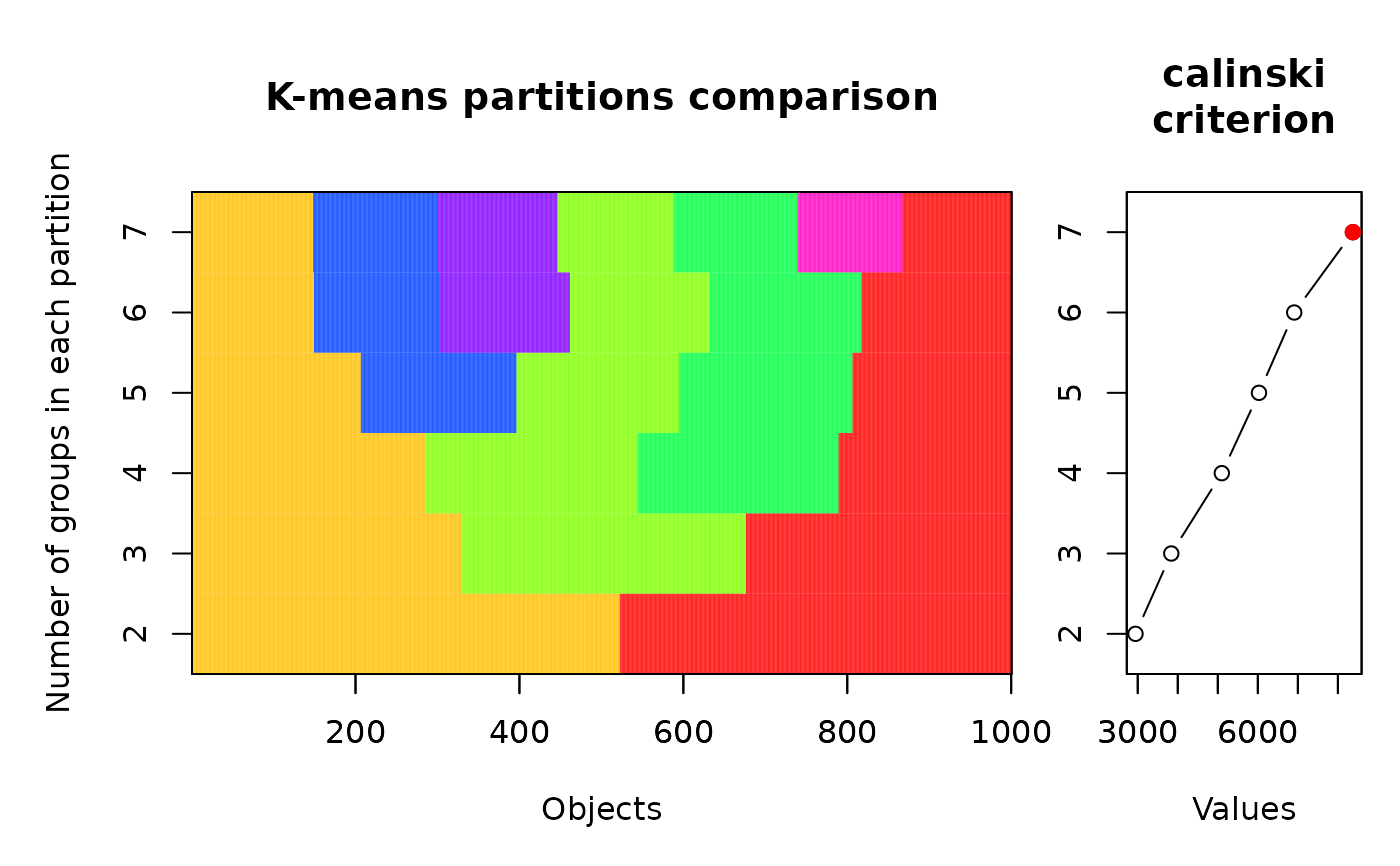 K-means partitions comparison
calinski
criterion
Number of groups in each partition
7
6
5
4
3
2
200 400 600 800 1000
Objects
7
6
5
4
3
2
3000 6000
Values